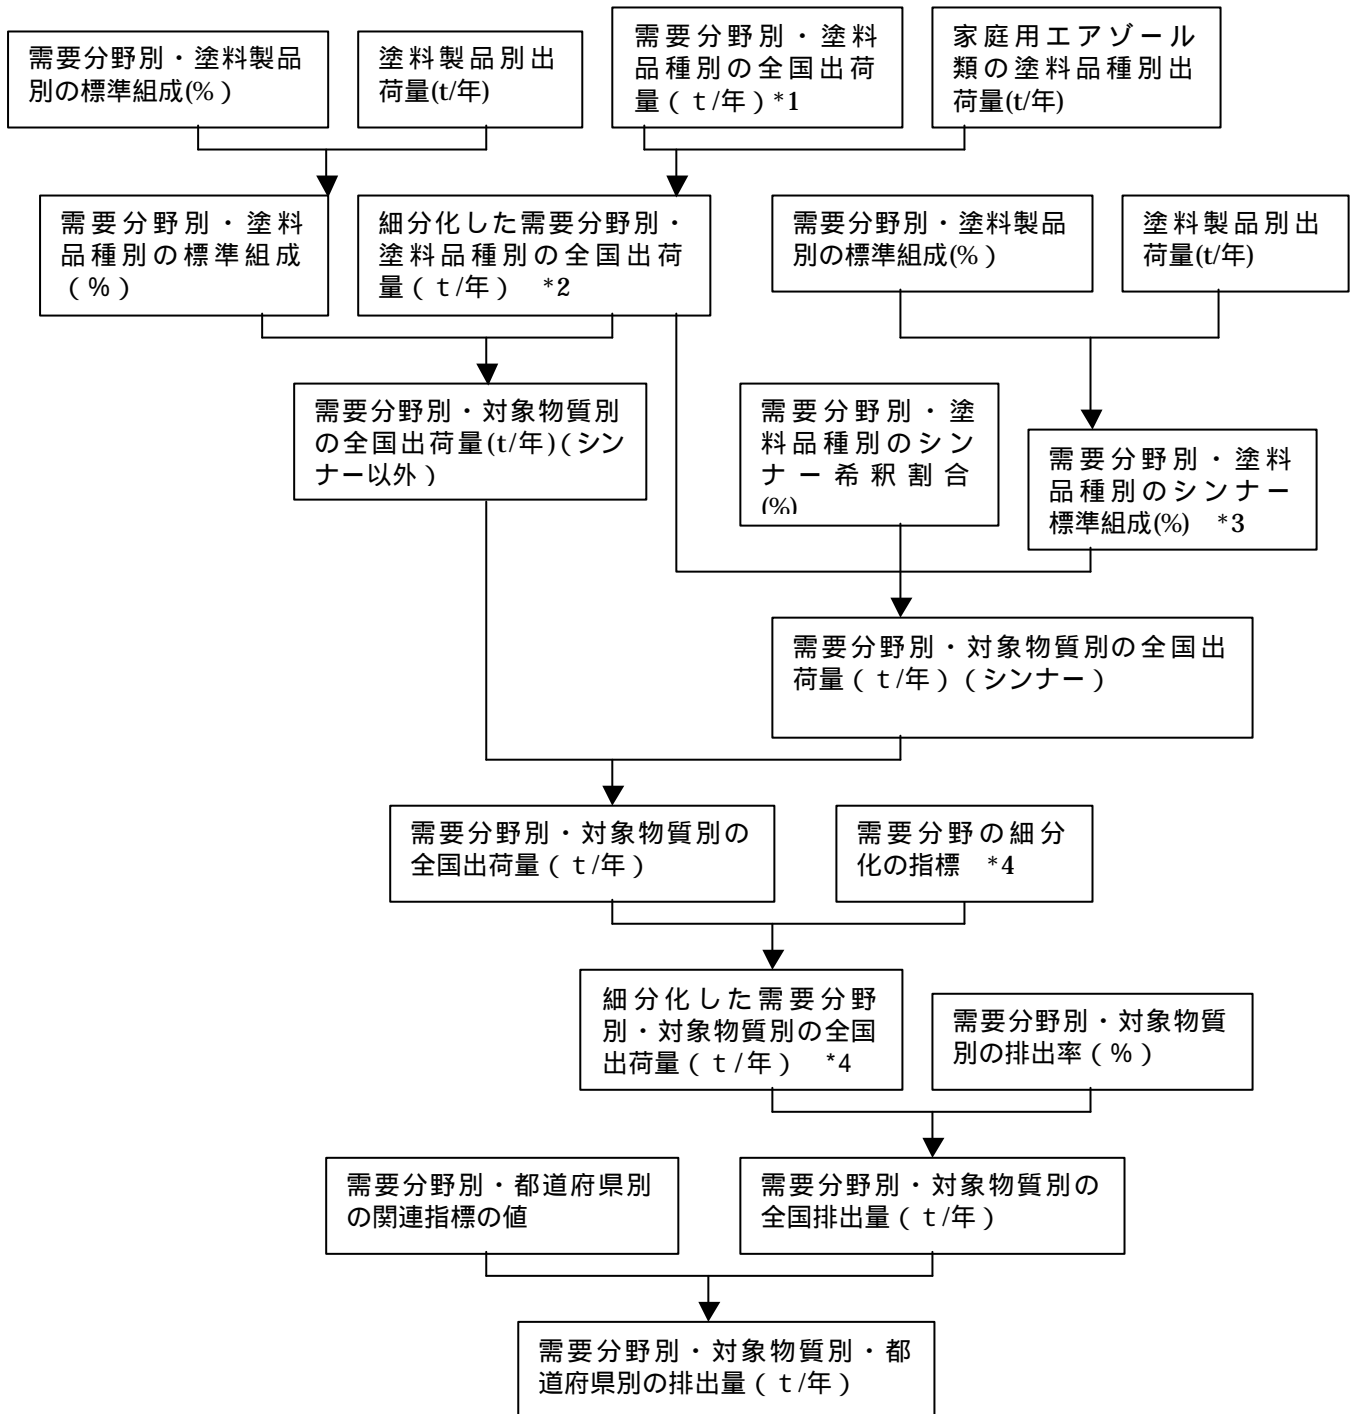 需要分野別・塗料製品
別の標準組成(%)
塗料製品別出
荷量(t/年)
需要分野別・塗料
品種別の全国出荷
量(t/年)*1
家庭用エアゾール
類の塗料品種別出
荷量(t/年)
需要分野別・塗料
品種別の標準組成
(%)
細分化した需要分野別・
塗料品種別の全国出荷
量(t/年) *2
需要分野別・塗料製品
別の標準組成(%)
塗料製品別出
荷量(t/年)
需要分野別・対象物質別
の全国出荷量(t/年)(シン
ナー以外)
需要分野別・塗
料品種別のシン
ナー希釈割合
(%)
需要分野別・塗料
品種別のシンナー
標準組成(%) *3
需要分野別・対象物質別の全国出
荷量(t/年)(シンナー)
需要分野別・対象物質別の
全国出荷量(t/年)
需要分野の細分
化の指標 *4
細分化した需要分野
別・対象物質別の全国
出荷量(t/年) *4
需要分野別・対象物質
別の排出率(%)
需要分野別・都道府県別
の関連指標の値
需要分野別・対象物質別の
全国排出量(t/年)
需要分野別・対象物質別・都
道府県別の排出量(t/年)